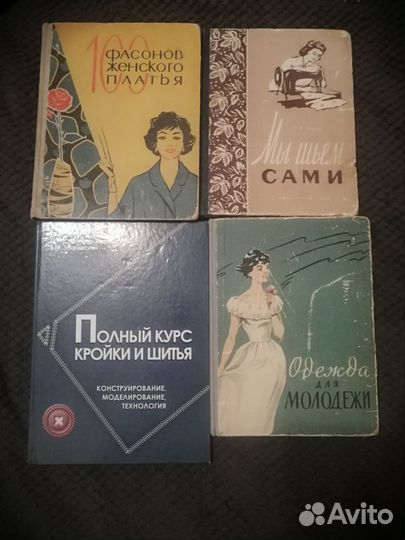 100 ФАСОНОВ
ЖЕНСКОГО
ПЛАТЬЯ
Мы шьем
САМИ
ПОЛНЫЙ КУРС
КРОЙКИ И ШИТЬЯ
КОНСТРУИРОВАНИЕ,
МОДЕЛИРОВАНИЕ,
ТЕХНОЛОГИЯ
Одежда
ДЛЯ
МОЛОДЕЖИ
Avito